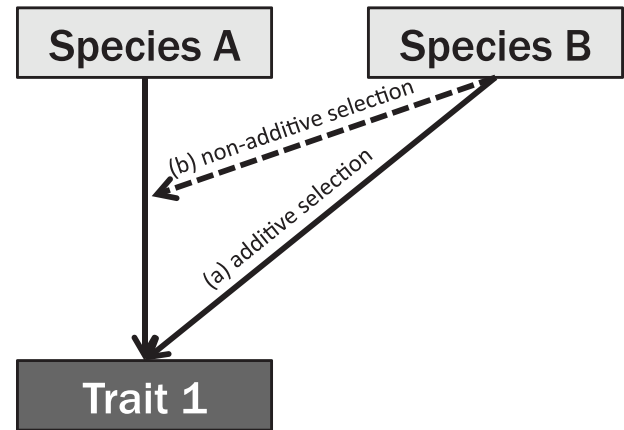 Species A
Species B
(b) non-additive selection
(a) additive selection
Trait 1